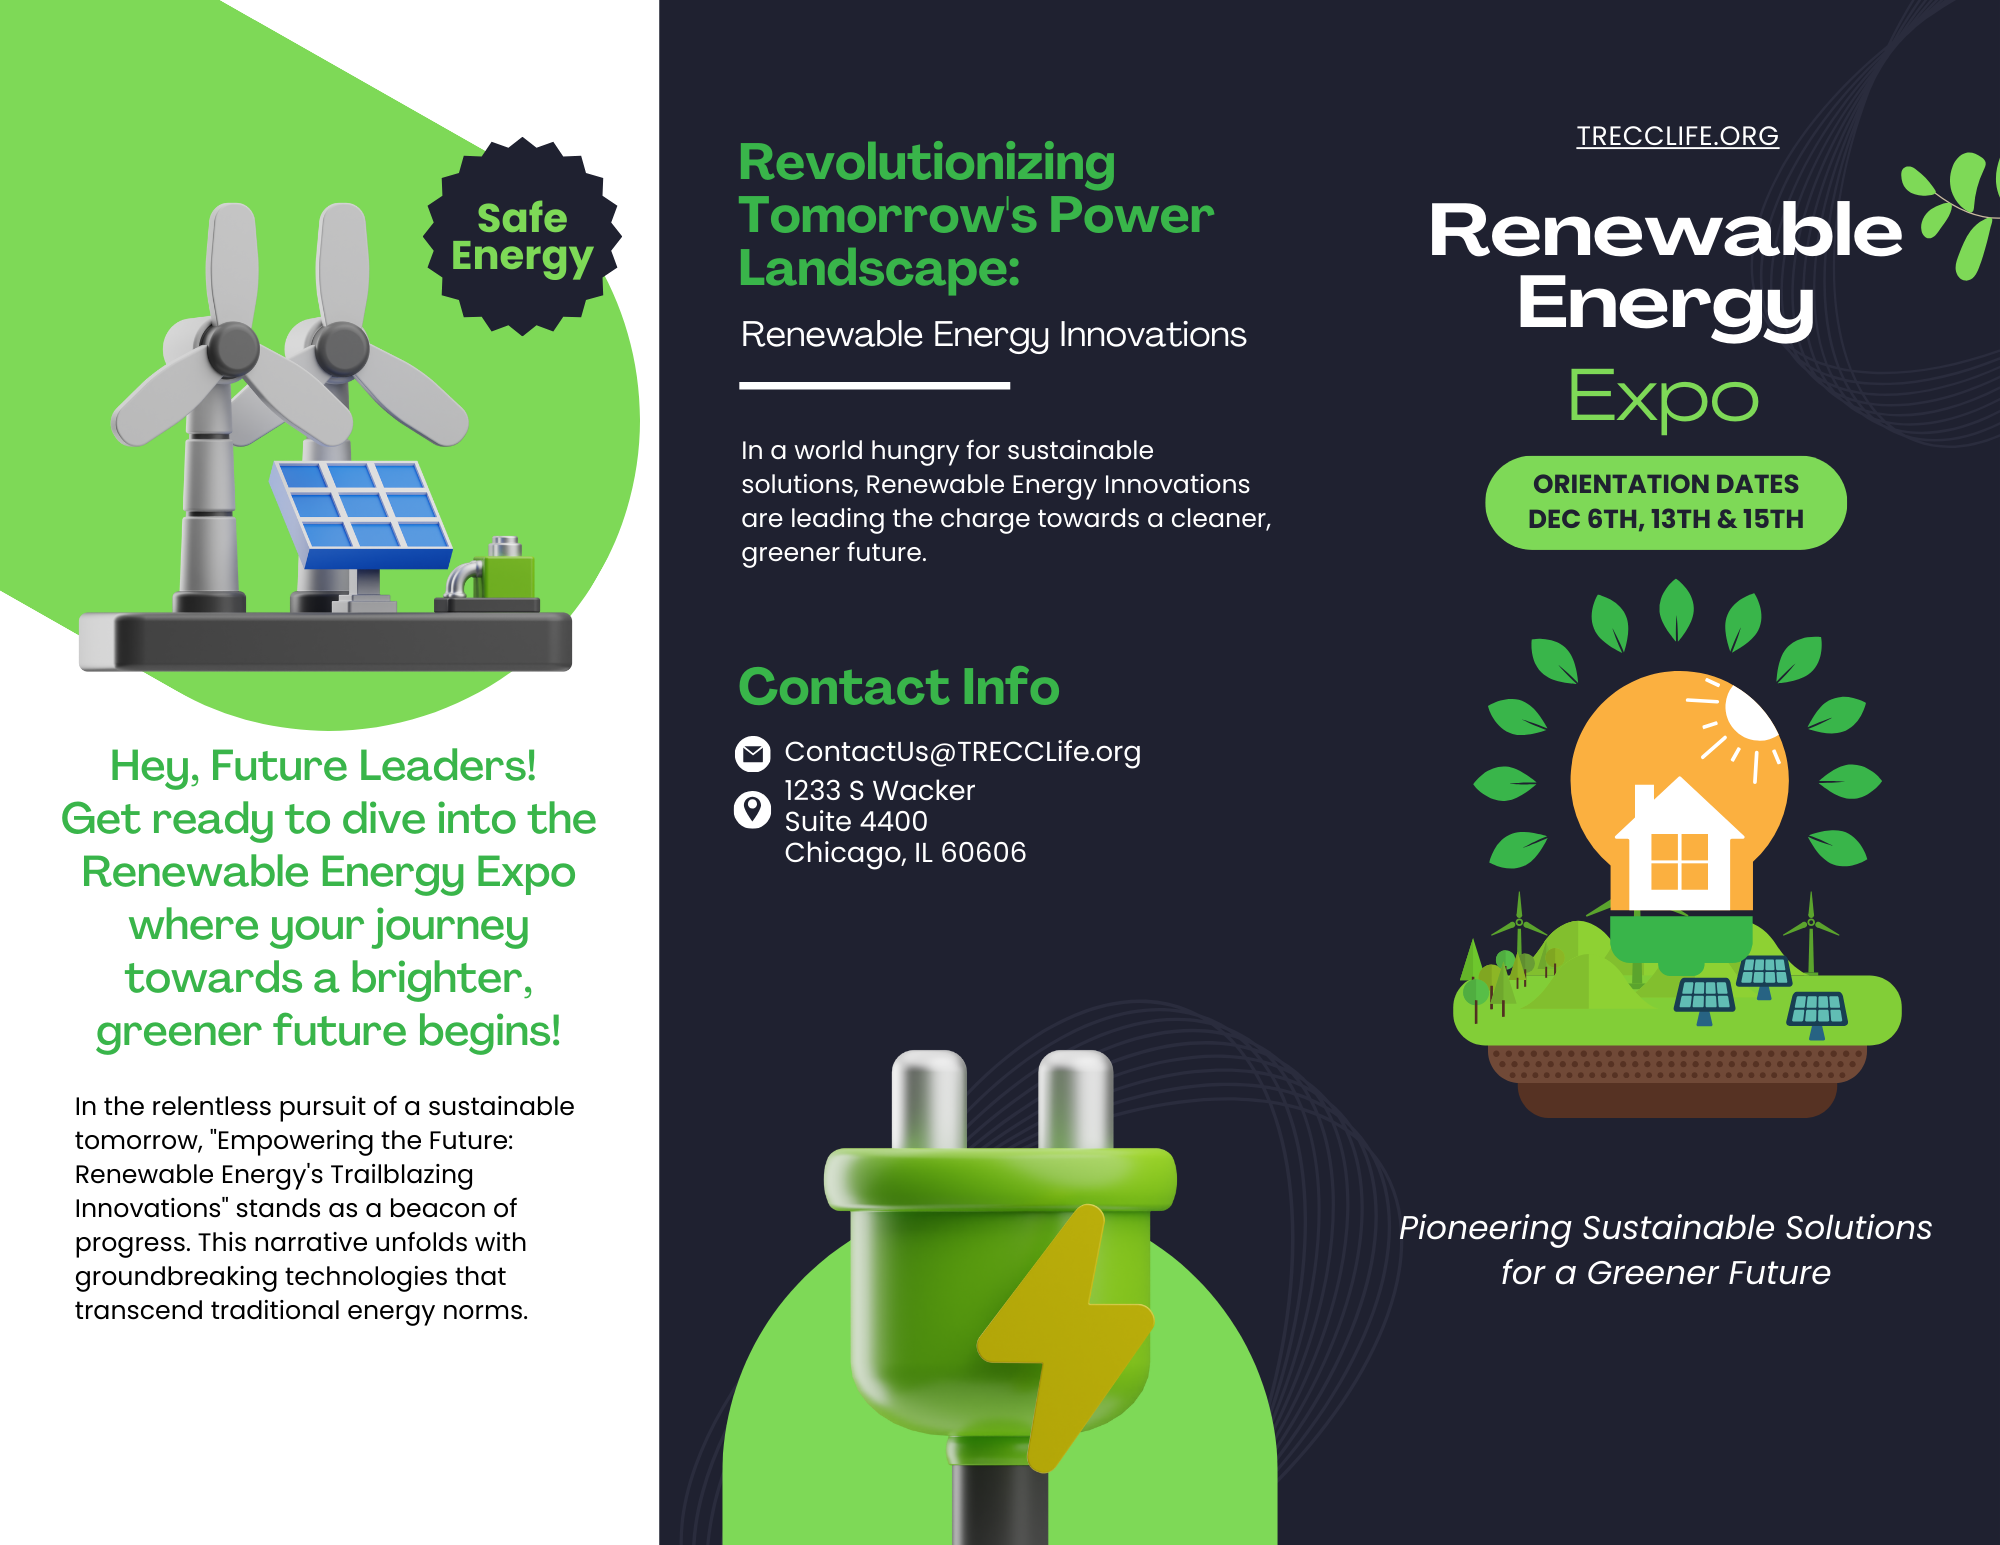 Safe
Energy
Hey, Future Leaders!
Get ready to dive into the
Renewable Energy Expo
where your journey
towards a brighter,
greener future begins!
In the relentless pursuit of a sustainable
tomorrow, "Empowering the Future:
Renewable Energy's Trailblazing
Innovations" stands as a beacon of
progress. This narrative unfolds with
groundbreaking technologies that
transcend traditional energy norms.
Revolutionizing
Tomorrow's Power
Landscape:
Renewable Energy Innovations
In a world hungry for sustainable
solutions, Renewable Energy Innovations
are leading the charge towards a cleaner,
greener future.
Contact Info
ContactUs@TRECCLife.org
1233 S Wacker
Suite 4400
Chicago, IL 60606
TRECCLIFE.ORG
Renewable
Energy
Expo
ORIENTATION DATES
DEC 6TH, 13TH & 15TH
Pioneering Sustainable Solutions
for a Greener Future